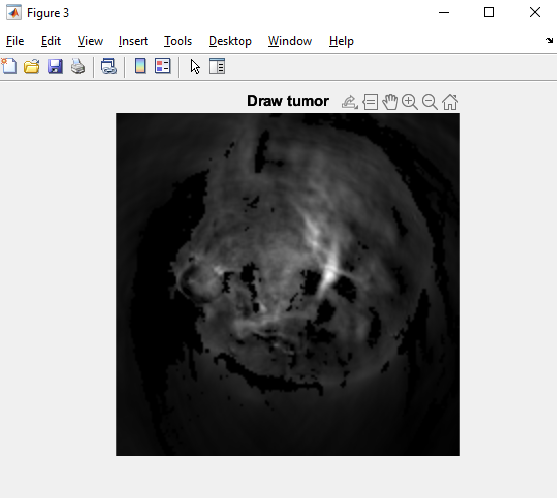 Figure 3
File Edit View Insert Tools Desktop Window Help
Draw tumor